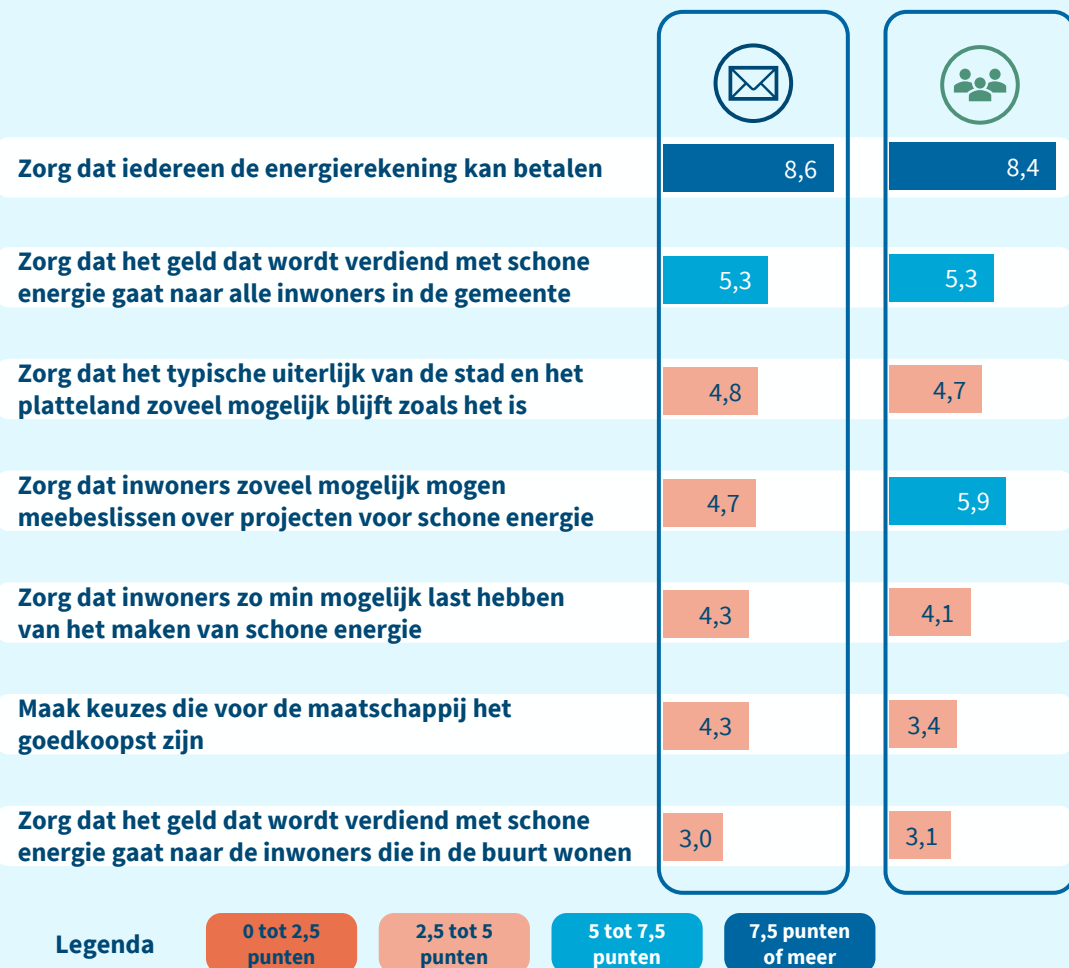 Zorg dat iedereen de energierekening kan betalen
8,6
8,4
Zorg dat het geld dat wordt verdiend met schone
energie gaat naar alle inwoners in de gemeente
5,3
5,3
Zorg dat het typische uiterlijk van de stad en het
platteland zoveel mogelijk blijft zoals het is
4,8
4,7
Zorg dat inwoners zoveel mogelijk mogen
meebeslissen over projecten voor schone energie
4,7
5,9
Zorg dat inwoners zo min mogelijk last hebben
van het maken van schone energie
4,3
4,1
Maak keuzes die voor de maatschappij het
goedkoopst zijn
4,3
3,4
Zorg dat het geld dat wordt verdiend met schone
energie gaat naar de inwoners die in de buurt wonen
3,0
3,1
Legenda
0 tot 2,5
punten
2,5 tot 5
punten
5 tot 7,5
punten
7,5 punten
of meer